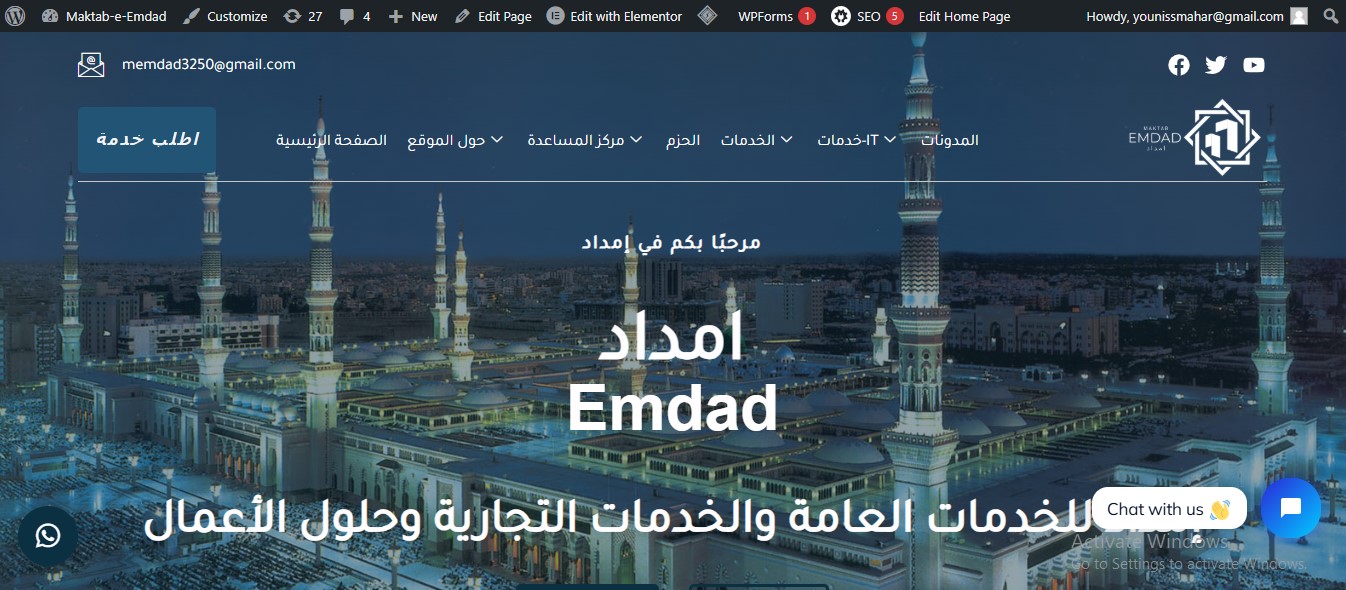 Maktab-e-Emdad Customize 27 4 New Edit Page Edit with Elementor WPForms 1 SEO 5 Edit Home Page Howdy, younissmahar@gmail.com
memdad3250@gmail.com
اطلب خدمة
الصفحة الرئيسية حول الموقع مركز المساعدة الحزم الخدمات IT-خدمات المدونات
MAKTAB
EMDAD
امداد
مرحبًا بكم في إمداد
امداد
Emdad
إمداد للخدمات العامة والخدمات التجارية وحلول الأعمال
Chat with us 👋
Activate Windows
Go to Settings to activate Windows.